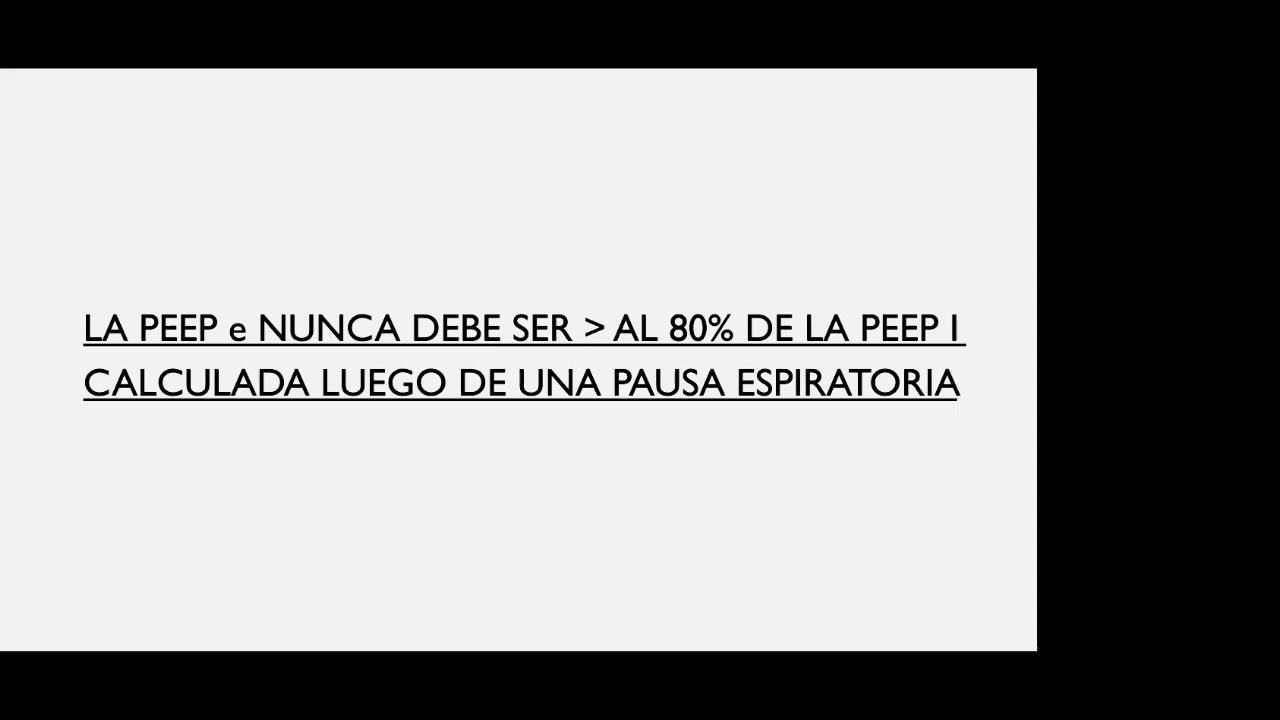 LA PEEP e NUNCA DEBE SER > AL 80% DE LA PEEP I
CALCULADA LUEGO DE UNA PAUSA ESPIRATORIA